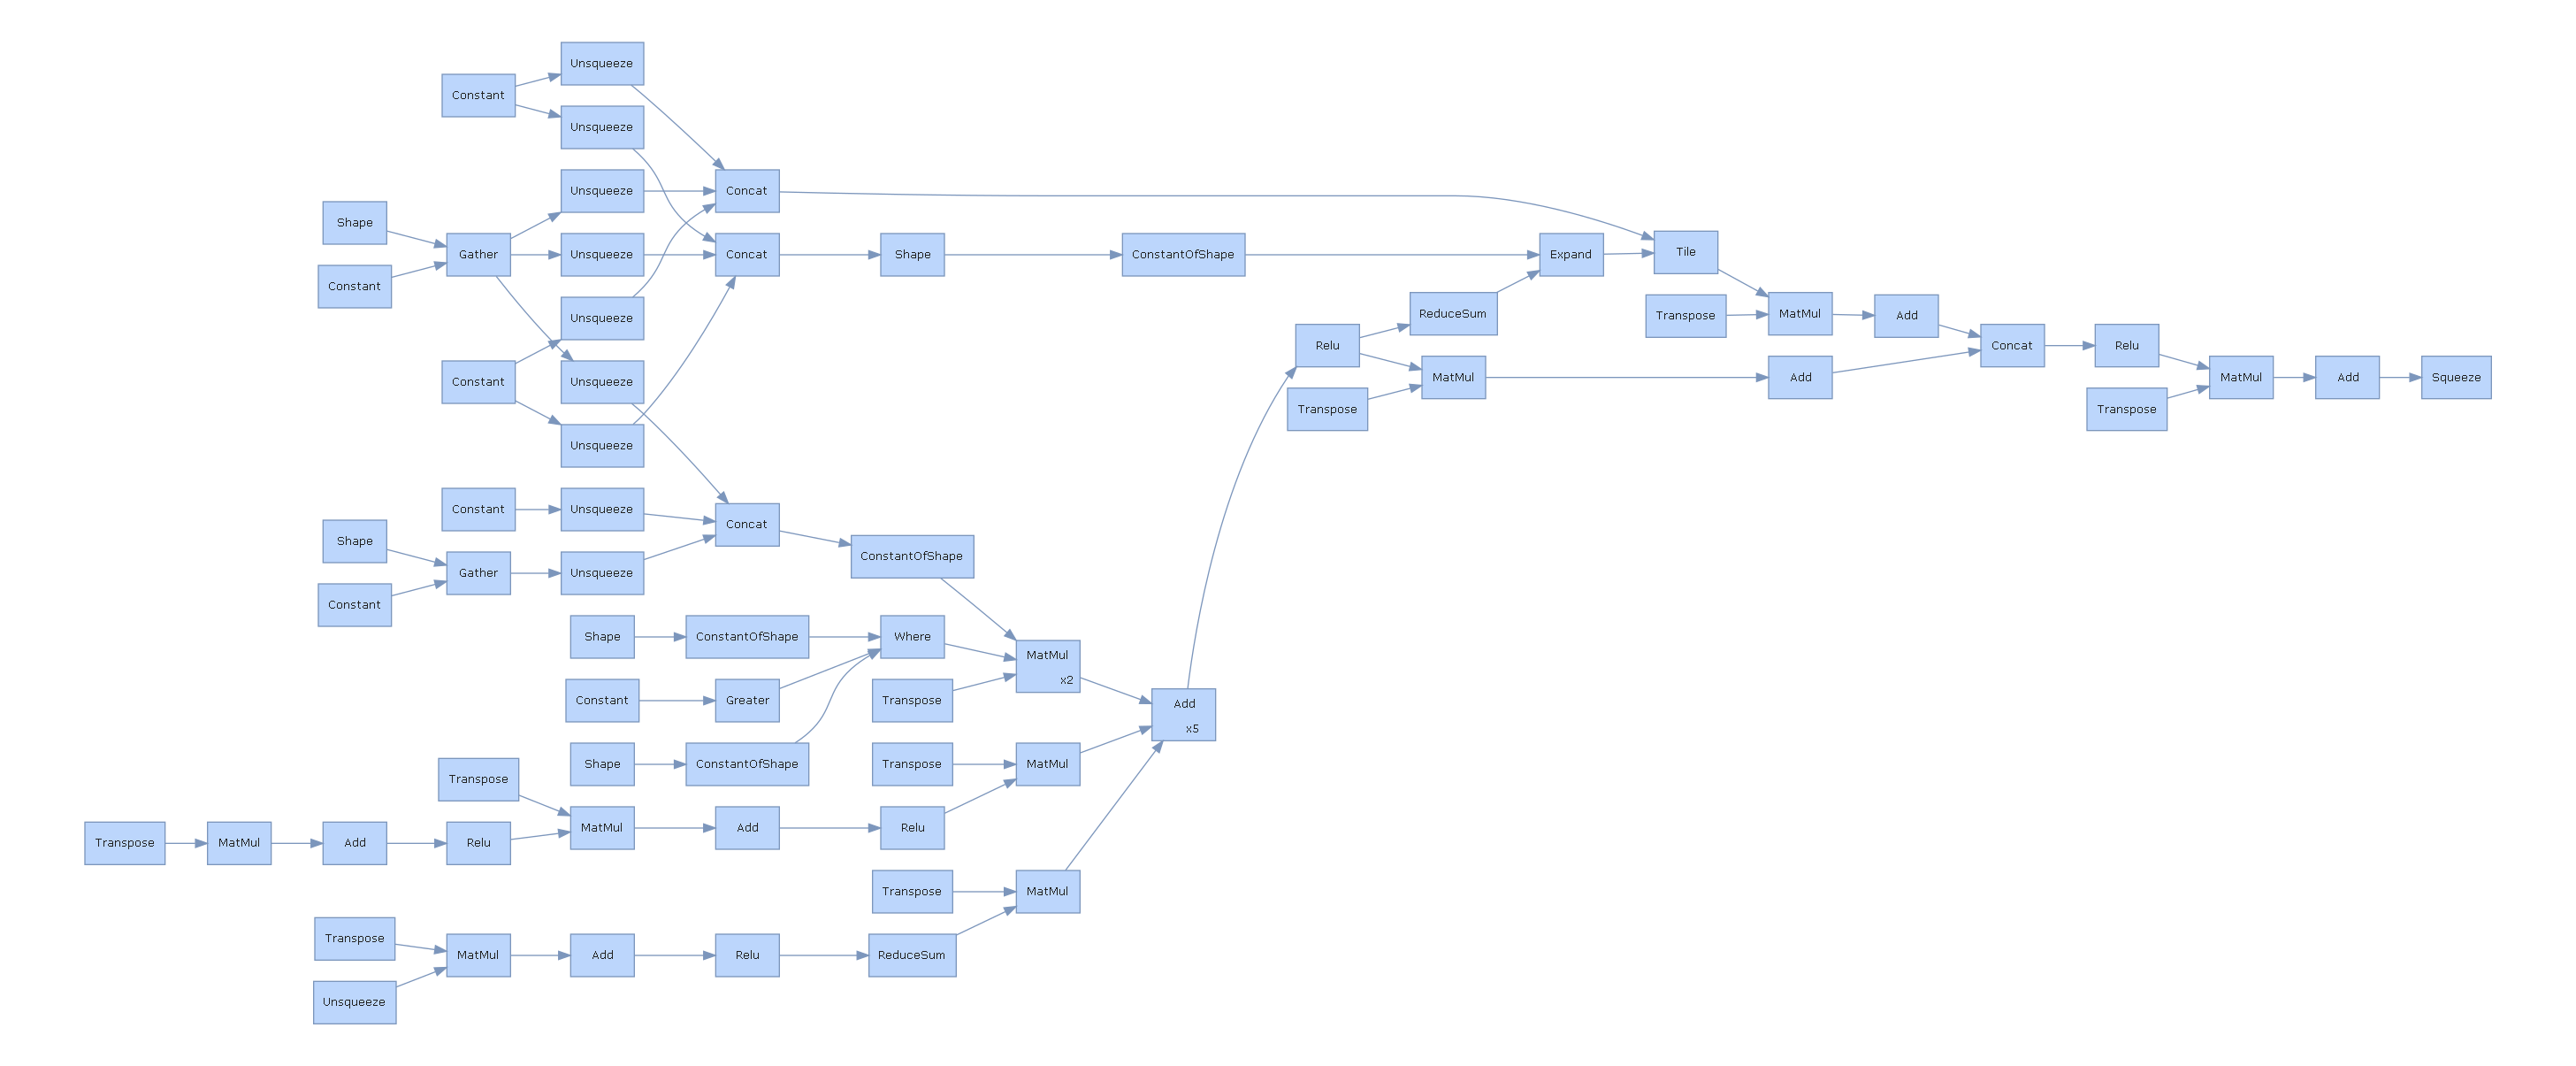 Unsqueeze
Constant
Unsqueeze
Unsqueeze
Concat
Shape
Gather
Unsqueeze
Concat
Shape
ConstantOfShape
Expand
Tile
Constant
Unsqueeze
ReduceSum
Transpose
MatMul
Add
Relu
Concat
Relu
Constant
Unsqueeze
MatMul
Add
MatMul
Add
Squeeze
Transpose
Transpose
Unsqueeze
Constant
Unsqueeze
Concat
Shape
ConstantOfShape
Gather
Unsqueeze
Constant
Shape
ConstantOfShape
Where
MatMul
x2
Constant
Greater
Transpose
Add
x5
Shape
ConstantOfShape
Transpose
MatMul
Transpose
MatMul
Add
Relu
Transpose
MatMul
Add
Relu
Transpose
MatMul
Transpose
MatMul
Add
Relu
ReduceSum
Unsqueeze